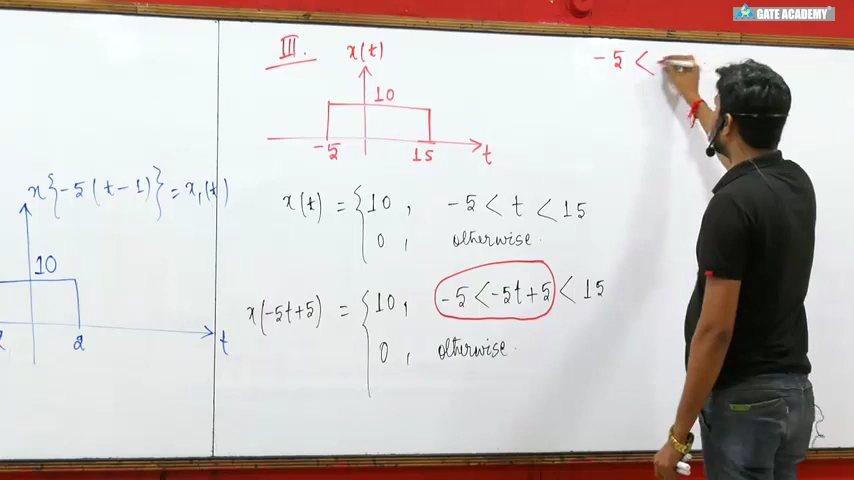 GATE ACADEMY
III.
x(t)
10
-5
15
t
-5 <
x{-5(t-1)} = x₁(t)
10
2
t
x(t) = { 10, -5 < t < 15
0, otherwise.
x(-5t+5) = { 10, -5 < -5t+5 < 15
0, otherwise.